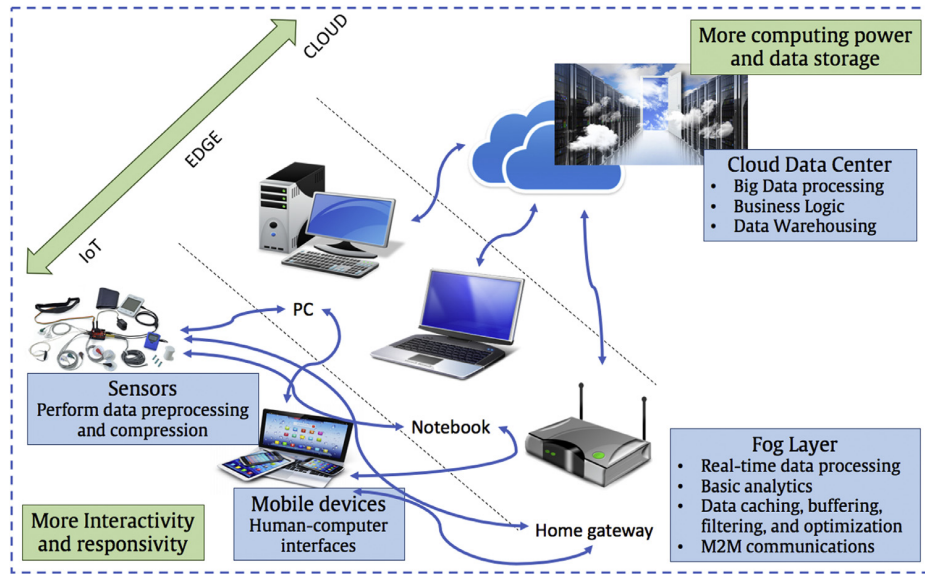 CLOUD
EDGE
IoT
More computing power
and data storage
Cloud Data Center
• Big Data processing
• Business Logic
• Data Warehousing
PC
Sensors
Perform data preprocessing
and compression
Notebook
Mobile devices
Human-computer
interfaces
Home gateway
Fog Layer
• Real-time data processing
• Basic analytics
• Data caching, buffering,
filtering, and optimization
• M2M communications
More Interactivity
and responsivity